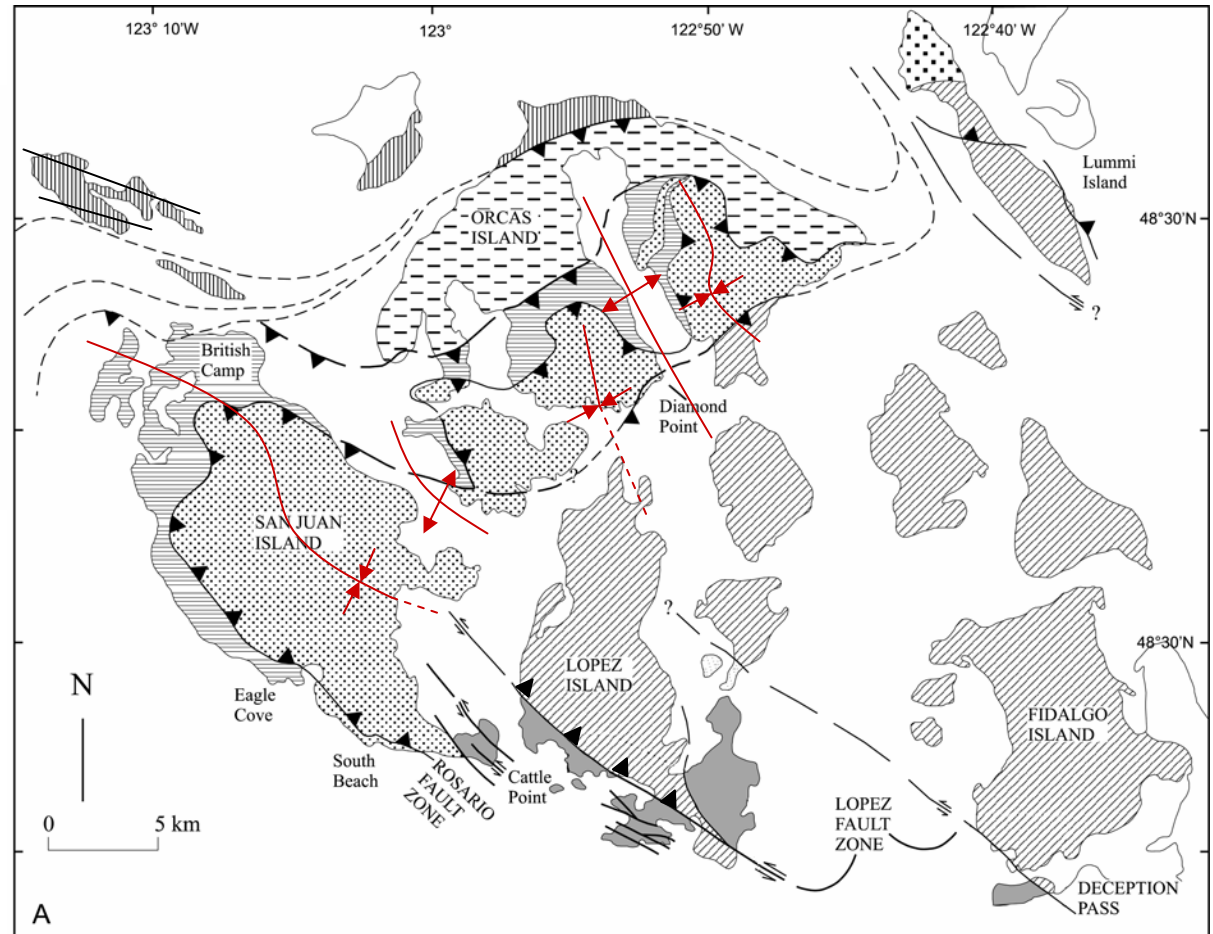 123° 10'W
123°
122° 50' W
122° 40' W
Lummi
Island
48°30'N
ORCAS
ISLAND
?
British
Camp
Diamond
Point
?
SAN JUAN
ISLAND
?
48°30'N
N
LOPEZ
ISLAND
Eagle
Cove
FIDALGO
ISLAND
South
Beach
ROSARIO
FAULT
ZONE
Cattle
Point
0 5 km
LOPEZ
FAULT
ZONE
DECEPTION
PASS
A